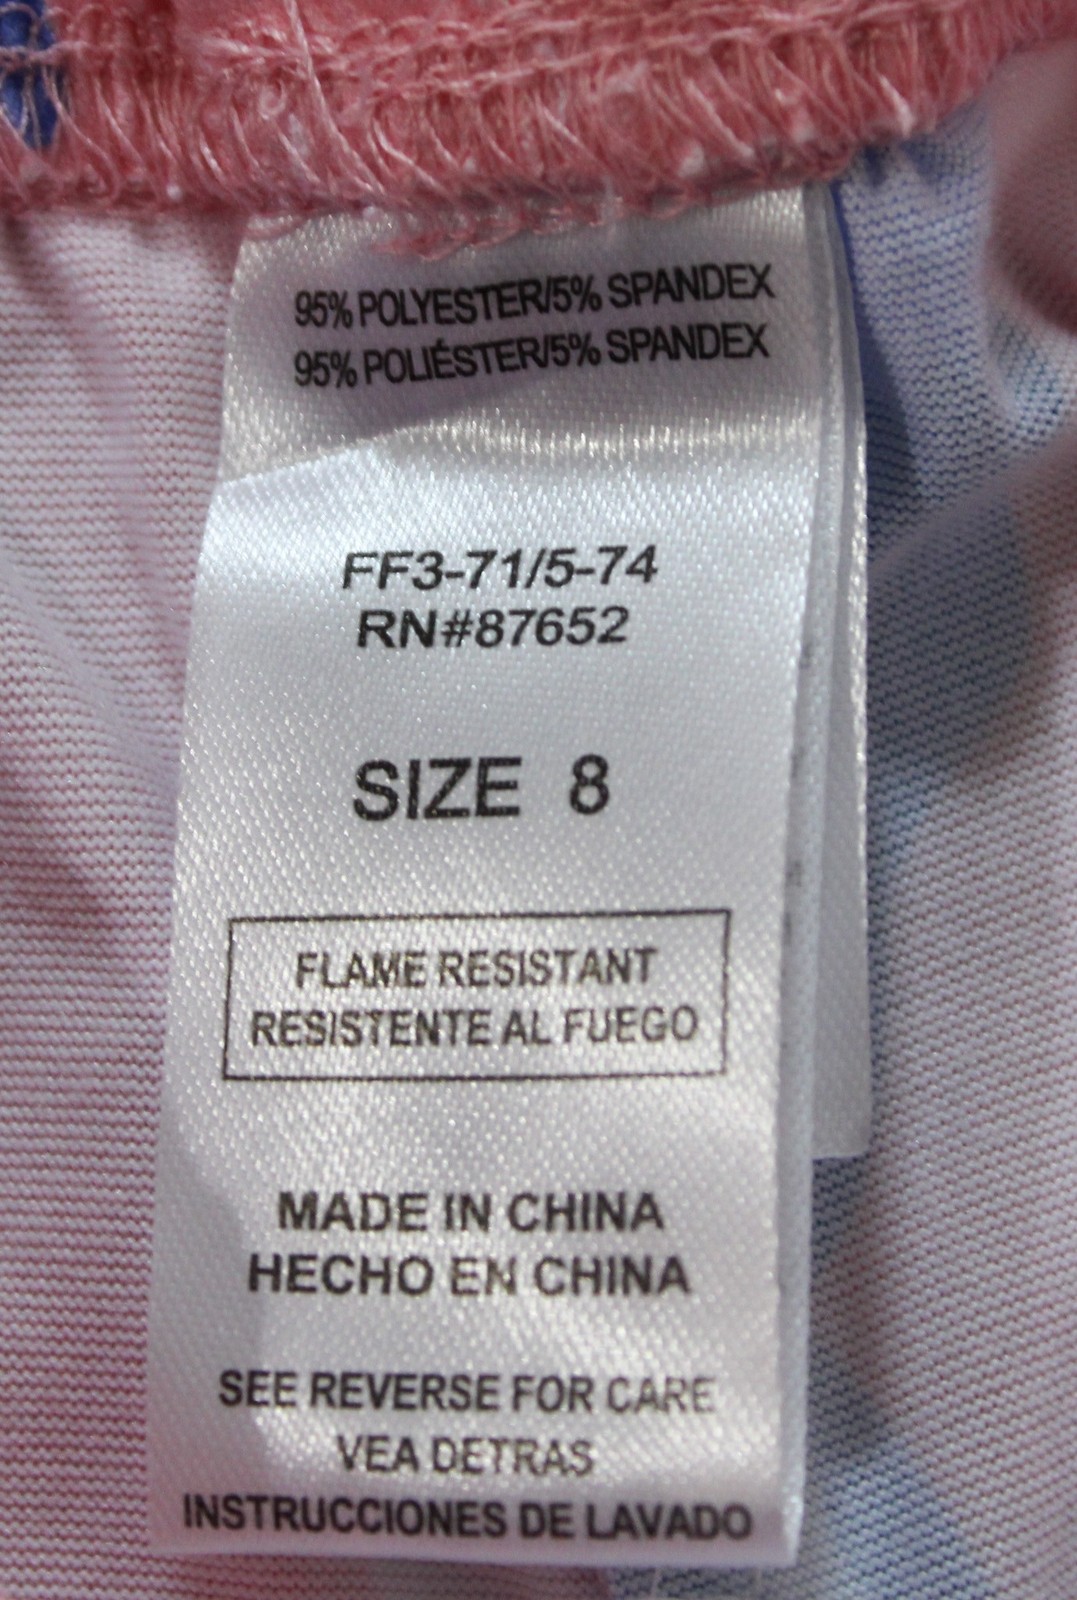 95% POLYESTER/5% SPANDEX
95% POLIÉSTER/5% SPANDEX
FF3-71/5-74
RN#87652
SIZE 8
FLAME RESISTANT
RESISTENTE AL FUEGO
MADE IN CHINA
HECHO EN CHINA
SEE REVERSE FOR CARE
VEA DETRAS
INSTRUCCIONES DE LAVADO